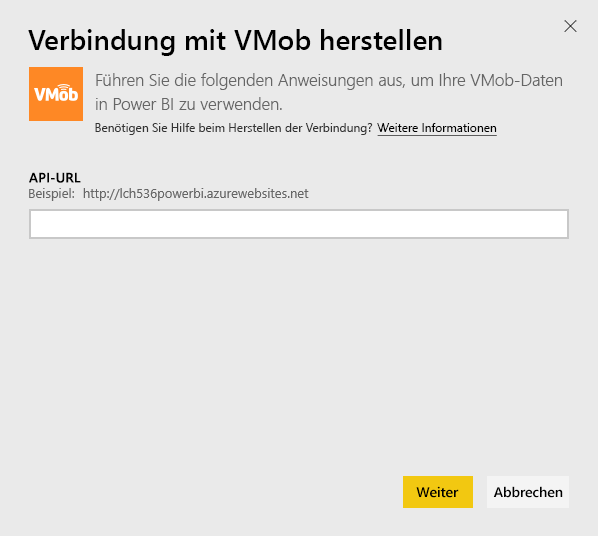 Verbindung mit VMob herstellen
VMob
Führen Sie die folgenden Anweisungen aus, um Ihre VMob-Daten
in Power BI zu verwenden.
Benötigen Sie Hilfe beim Herstellen der Verbindung? Weitere Informationen
API-URL
Beispiel: http://lch536powerbi.azurewebsites.net
Weiter
Abbrechen